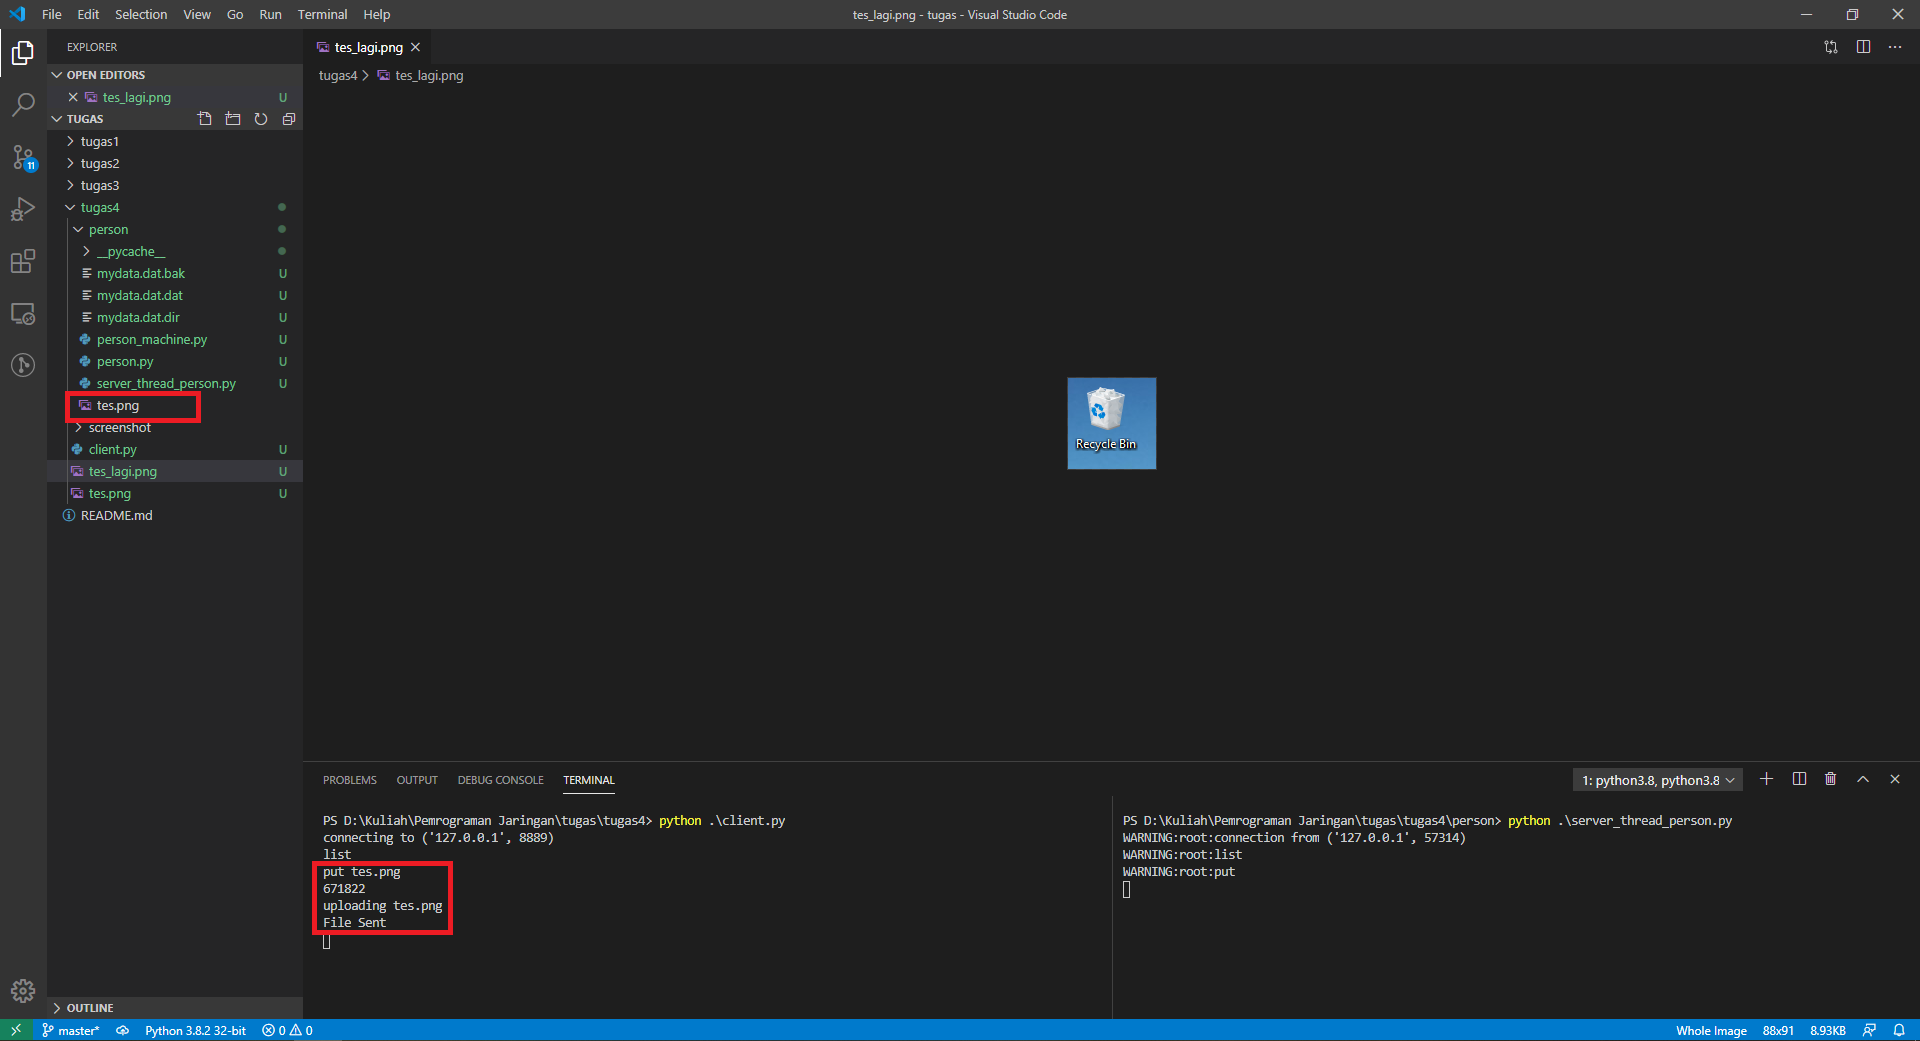 File Edit Selection View Go Run Terminal Help
tes_lagi.png - tugas - Visual Studio Code
EXPLORER
OPEN EDITORS
tes_lagi.png U
TUGAS
tugas1
tugas2
tugas3
tugas4
person
__pycache__
mydata.dat.bak U
mydata.dat.dat U
mydata.dat.dir U
person_machine.py U
person.py U
server_thread_person.py U
tes.png
screenshot
client.py U
tes_lagi.png U
tes.png U
README.md
OUTLINE
11
tes_lagi.png
tugas4 > tes_lagi.png
Recycle Bin
PROBLEMS OUTPUT DEBUG CONSOLE TERMINAL
1: python3.8, python3.8
PS D:\Kuliah\Pemrograman Jaringan\tugas\tugas4> python .\client.py
connecting to ('127.0.0.1', 8889)
list
put tes.png
671822
uploading tes.png
File Sent
PS D:\Kuliah\Pemrograman Jaringan\tugas\tugas4\person> python .\server_thread_person.py
WARNING:root:connection from ('127.0.0.1', 57314)
WARNING:root:list
WARNING:root:put
master* Python 3.8.2 32-bit 0 0
Whole Image 88x91 8.93KB